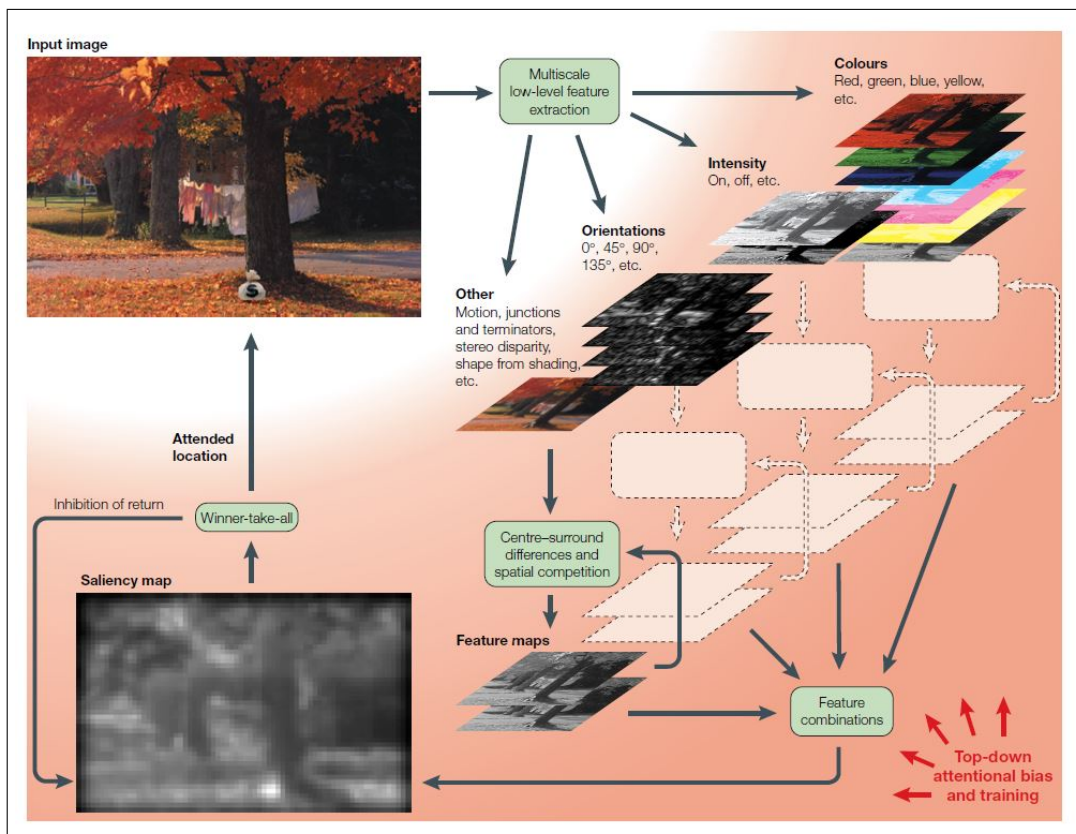 Input image
Multiscale
low-level feature
extraction
Colours
Red, green, blue, yellow,
etc.
Intensity
On, off, etc.
Orientations
0°, 45°, 90°,
135°, etc.
Other
Motion, junctions
and terminators,
stereo disparity,
shape from shading,
etc.
$
Attended
location
Inhibition of return
Winner-take-all
Centre–surround
differences and
spatial competition
Saliency map
Feature maps
Feature
combinations
Top-down
attentional bias
and training